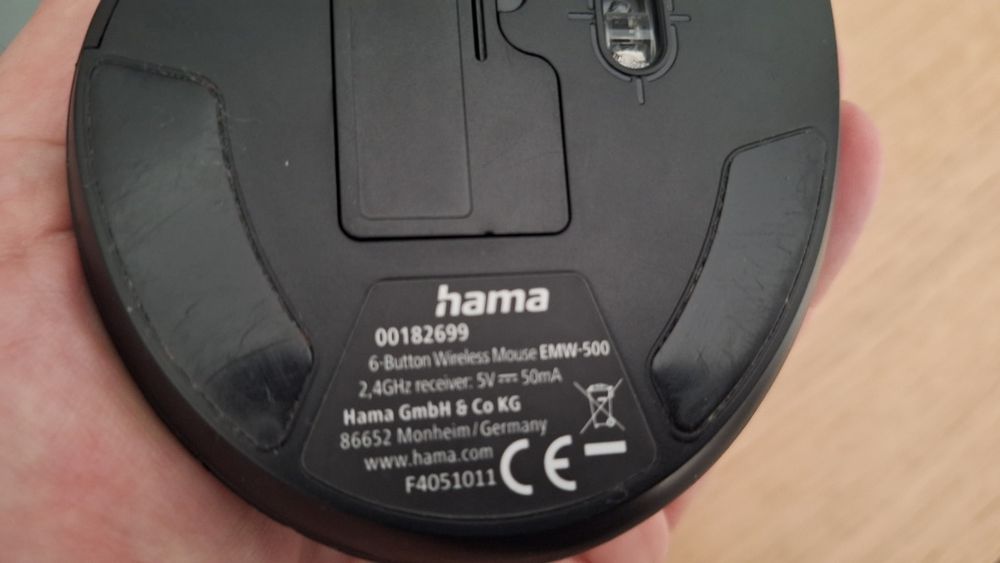 hama
00182699
6-Button Wireless Mouse EMW-500
2,4GHz receiver: 5V ⎓ 50mA
Hama GmbH & Co KG
86652 Monheim/Germany
www.hama.com
F4051011 CE